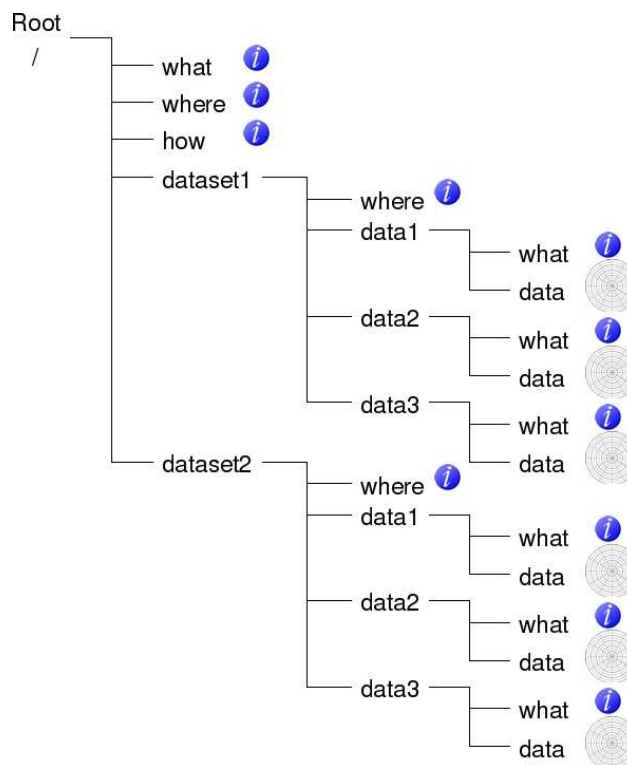 Root
/
what i
where i
how i
dataset1
where i
data1
what i
data
data2
what i
data
data3
what i
data
dataset2
where i
data1
what i
data
data2
what i
data
data3
what i
data